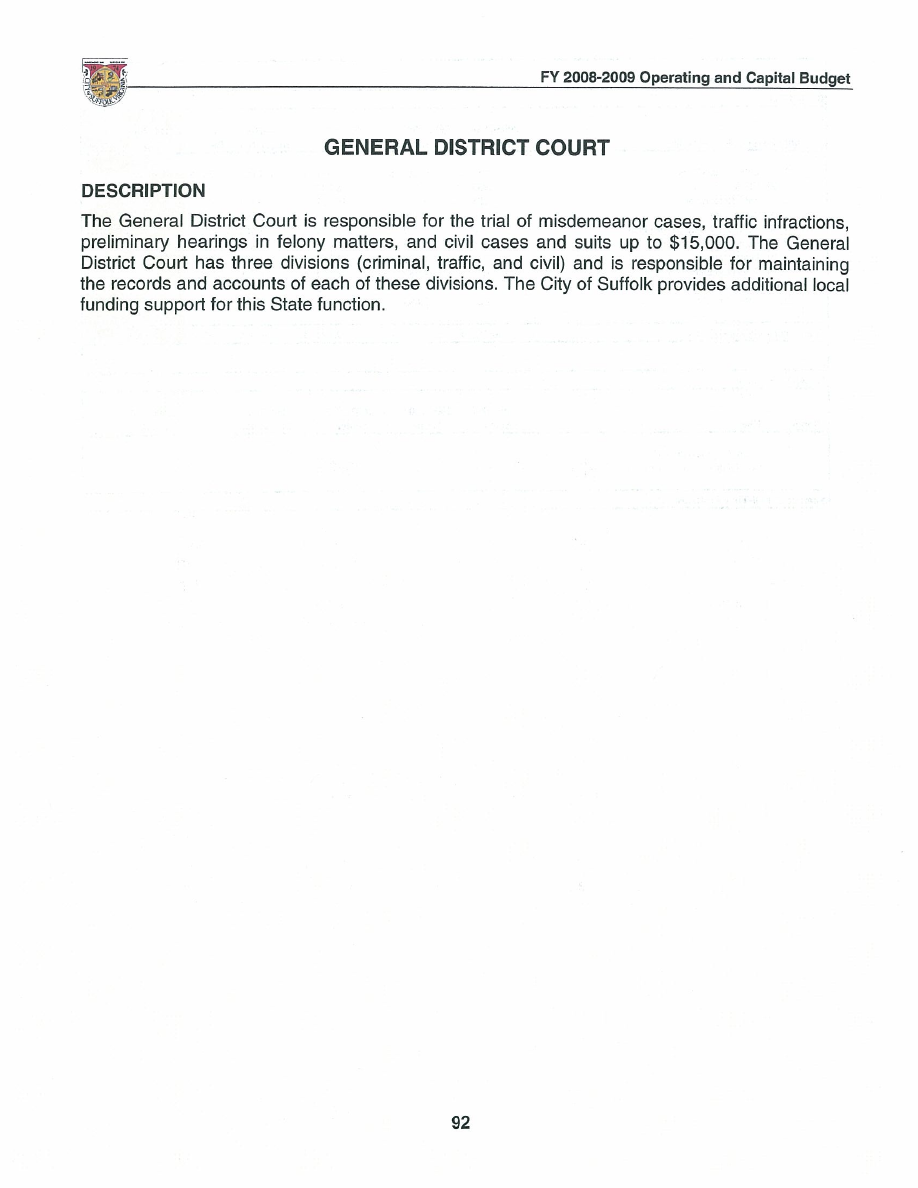 FY 2008-2009 Operating and Capital Budget
GENERAL DISTRICT COURT
DESCRIPTION
The General District Court is responsible for the trial of misdemeanor cases, traffic infractions,
preliminary hearings in felony matters, and civil cases and suits up to $15,000. The General
District Court has three divisions (criminal, traffic, and civil) and is responsible for maintaining
the records and accounts of each of these divisions. The City of Suffolk provides additional local
funding support for this State function.
92